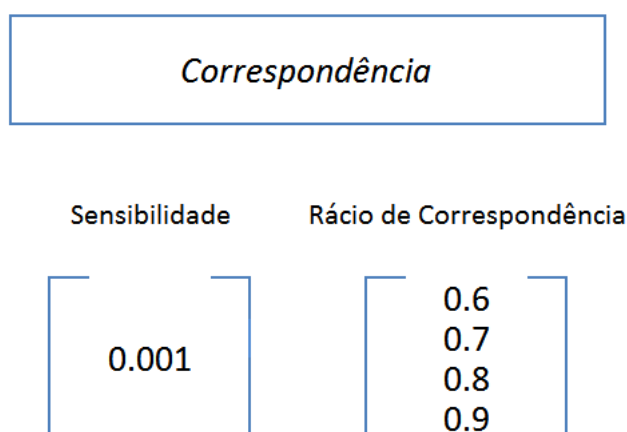 Correspondência
Sensibilidade
Rácio de Correspondência
0.001
0.6
0.7
0.8
0.9